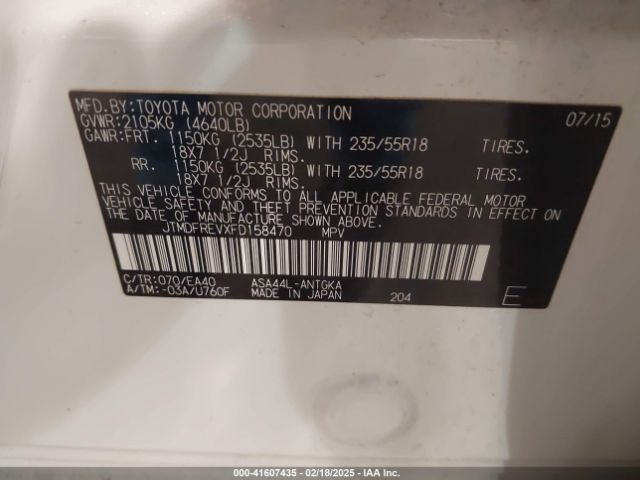 MFD.BY:TOYOTA MOTOR CORPORATION 07/15
GVWR:2105KG (4640LB)
GAWR:FRT. 1150KG (2535LB) WITH 235/55R18 TIRES.
18X7 1/2J RIMS.
RR. 1150KG (2535LB) WITH 235/55R18 TIRES.
18X7 1/2J RIMS.
THIS VEHICLE CONFORMS TO ALL APPLICABLE FEDERAL MOTOR
VEHICLE SAFETY AND THEFT PREVENTION STANDARDS IN EFFECT ON
THE DATE OF MANUFACTURE SHOWN ABOVE.
JTMDFREVXFD158470 MPV
C/TR:070/EA40 ASA44L-ANTGKA
A/TM:-03A/U760F MADE IN JAPAN 204 E
000-41607435 - 02/18/2025 - IAA Inc.